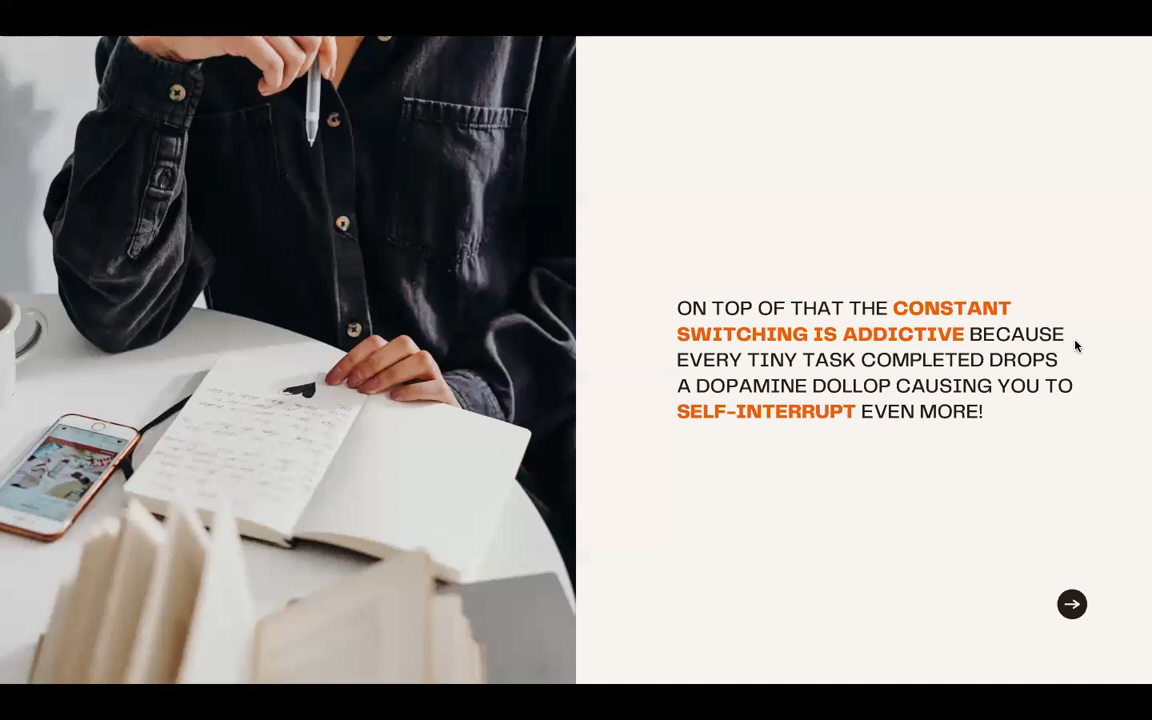 ON TOP OF THAT THE CONSTANT
SWITCHING IS ADDICTIVE BECAUSE
EVERY TINY TASK COMPLETED DROPS
A DOPAMINE DOLLOP CAUSING YOU TO
SELF-INTERRUPT EVEN MORE!